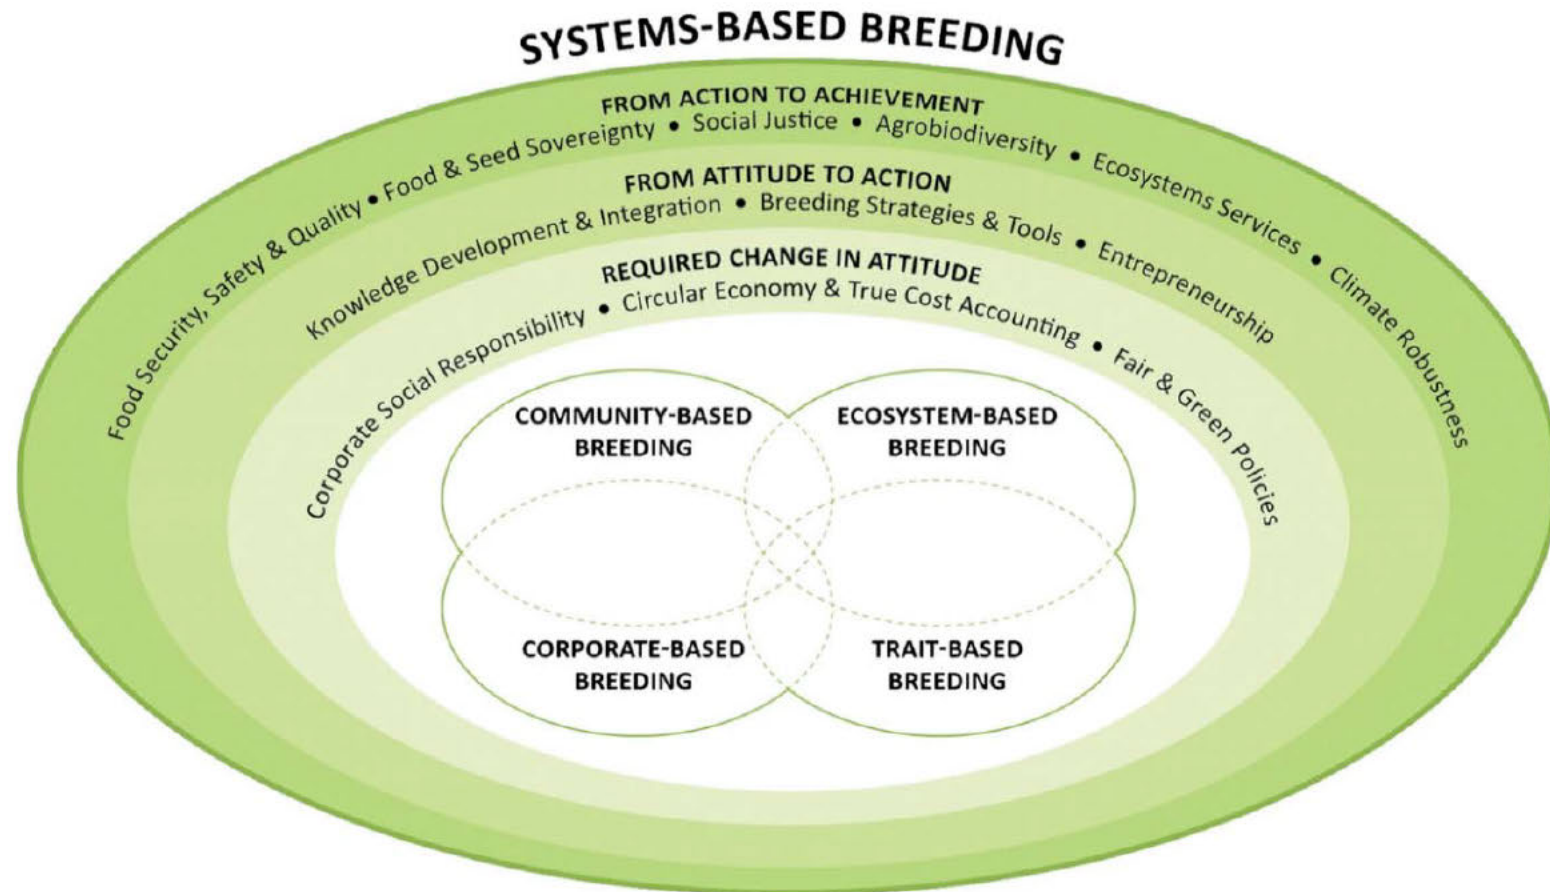 SYSTEMS-BASED BREEDING
FROM ACTION TO ACHIEVEMENT
Food Security, Safety & Quality • Food & Seed Sovereignty • Social Justice • Agrobiodiversity • Ecosystems Services • Climate Robustness
FROM ATTITUDE TO ACTION
Knowledge Development & Integration • Breeding Strategies & Tools • Entrepreneurship
REQUIRED CHANGE IN ATTITUDE
Corporate Social Responsibility • Circular Economy & True Cost Accounting • Fair & Green Policies
COMMUNITY-BASED
BREEDING
ECOSYSTEM-BASED
BREEDING
CORPORATE-BASED
BREEDING
TRAIT-BASED
BREEDING